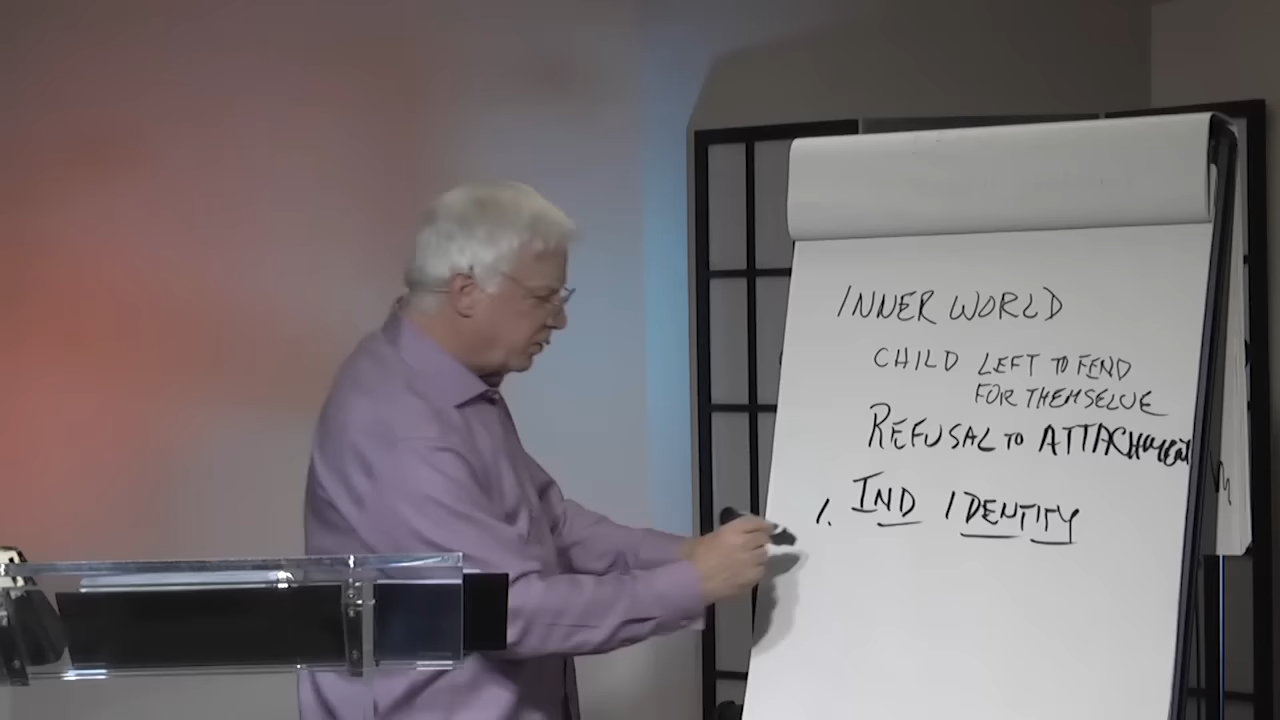 INNER WORLD
CHILD LEFT TO FEND
FOR THEMSELVE
REFUSAL TO ATTACHMENT
1. IND IDENTITY